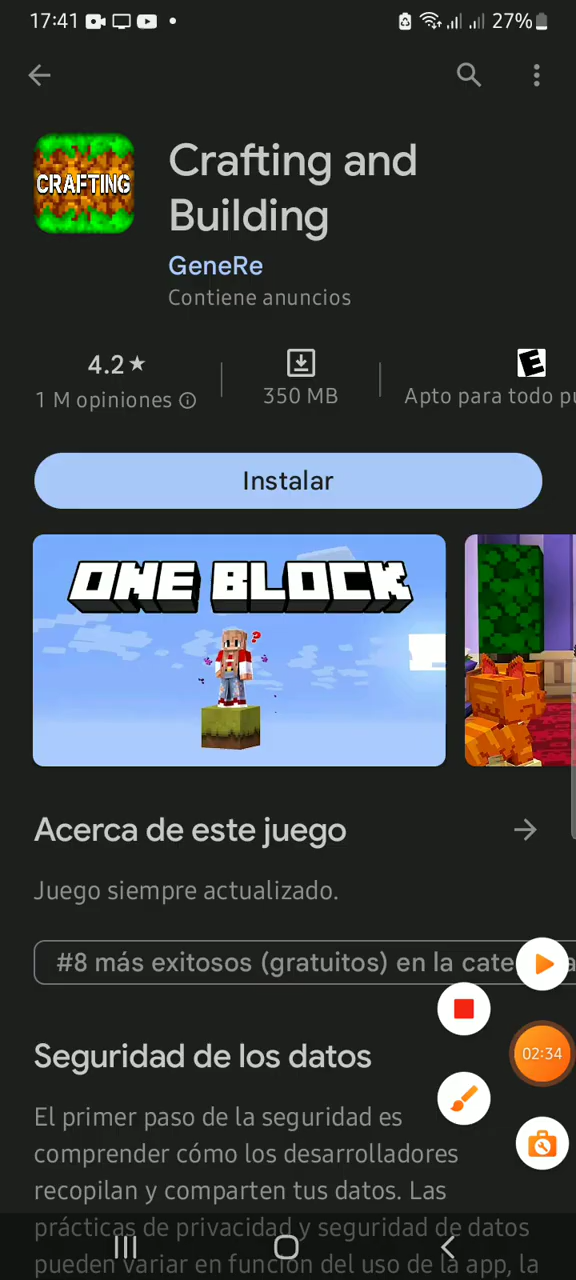 17:41
27%
CRAFTING
Crafting and
Building
GeneRe
Contiene anuncios
4.2★
1 M opiniones
350 MB
E
Apto para todo
Instalar
ONE BLOCK
?
Acerca de este juego
Juego siempre actualizado.
#8 más exitosos (gratuitos) en la
02:34
Seguridad de los datos
El primer paso de la seguridad es
comprender cómo los desarrolladores
recopilan y comparten tus datos. Las
prácticas de privacidad y seguridad de datos
pueden variar en función del uso de la app, la